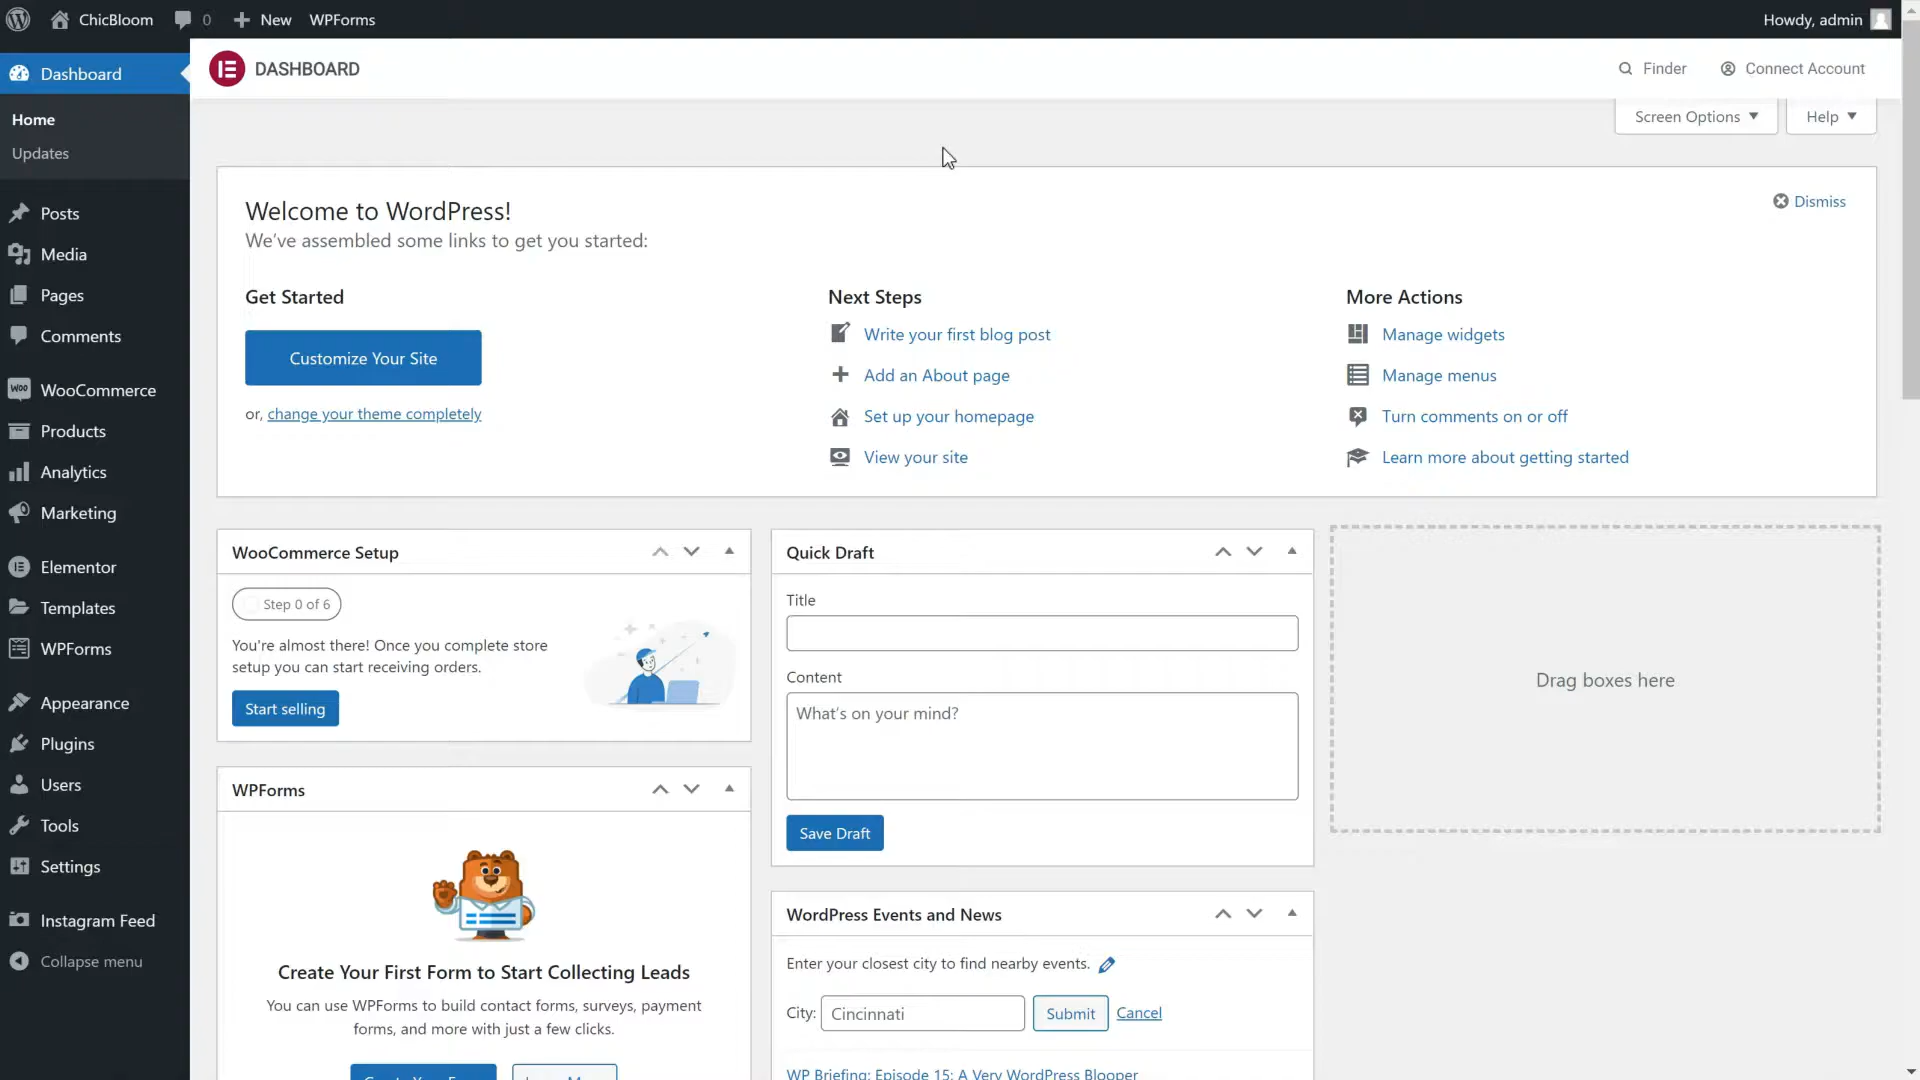 ChicBloom
0
New
WPForms
Howdy, admin
Dashboard
Home
Updates
Posts
Media
Pages
Comments
WooCommerce
Products
Analytics
Marketing
Elementor
Templates
WPForms
Appearance
Plugins
Users
Tools
Settings
Instagram Feed
Collapse menu
DASHBOARD
Finder
Connect Account
Screen Options
Help
Welcome to WordPress!
We've assembled some links to get you started:
Dismiss
Get Started
Customize Your Site
or, change your theme completely
Next Steps
Write your first blog post
Add an About page
Set up your homepage
View your site
More Actions
Manage widgets
Manage menus
Turn comments on or off
Learn more about getting started
WooCommerce Setup
Step 0 of 6
You're almost there! Once you complete store
setup you can start receiving orders.
Start selling
WPForms
Create Your First Form to Start Collecting Leads
You can use WPForms to build contact forms, surveys, payment
forms, and more with just a few clicks.
Quick Draft
Title
Content
What's on your mind?
Save Draft
WordPress Events and News
Enter your closest city to find nearby events.
City: Cincinnati Submit Cancel
WP Briefing: Episode 15: A Very WordPress Blooper
Drag boxes here